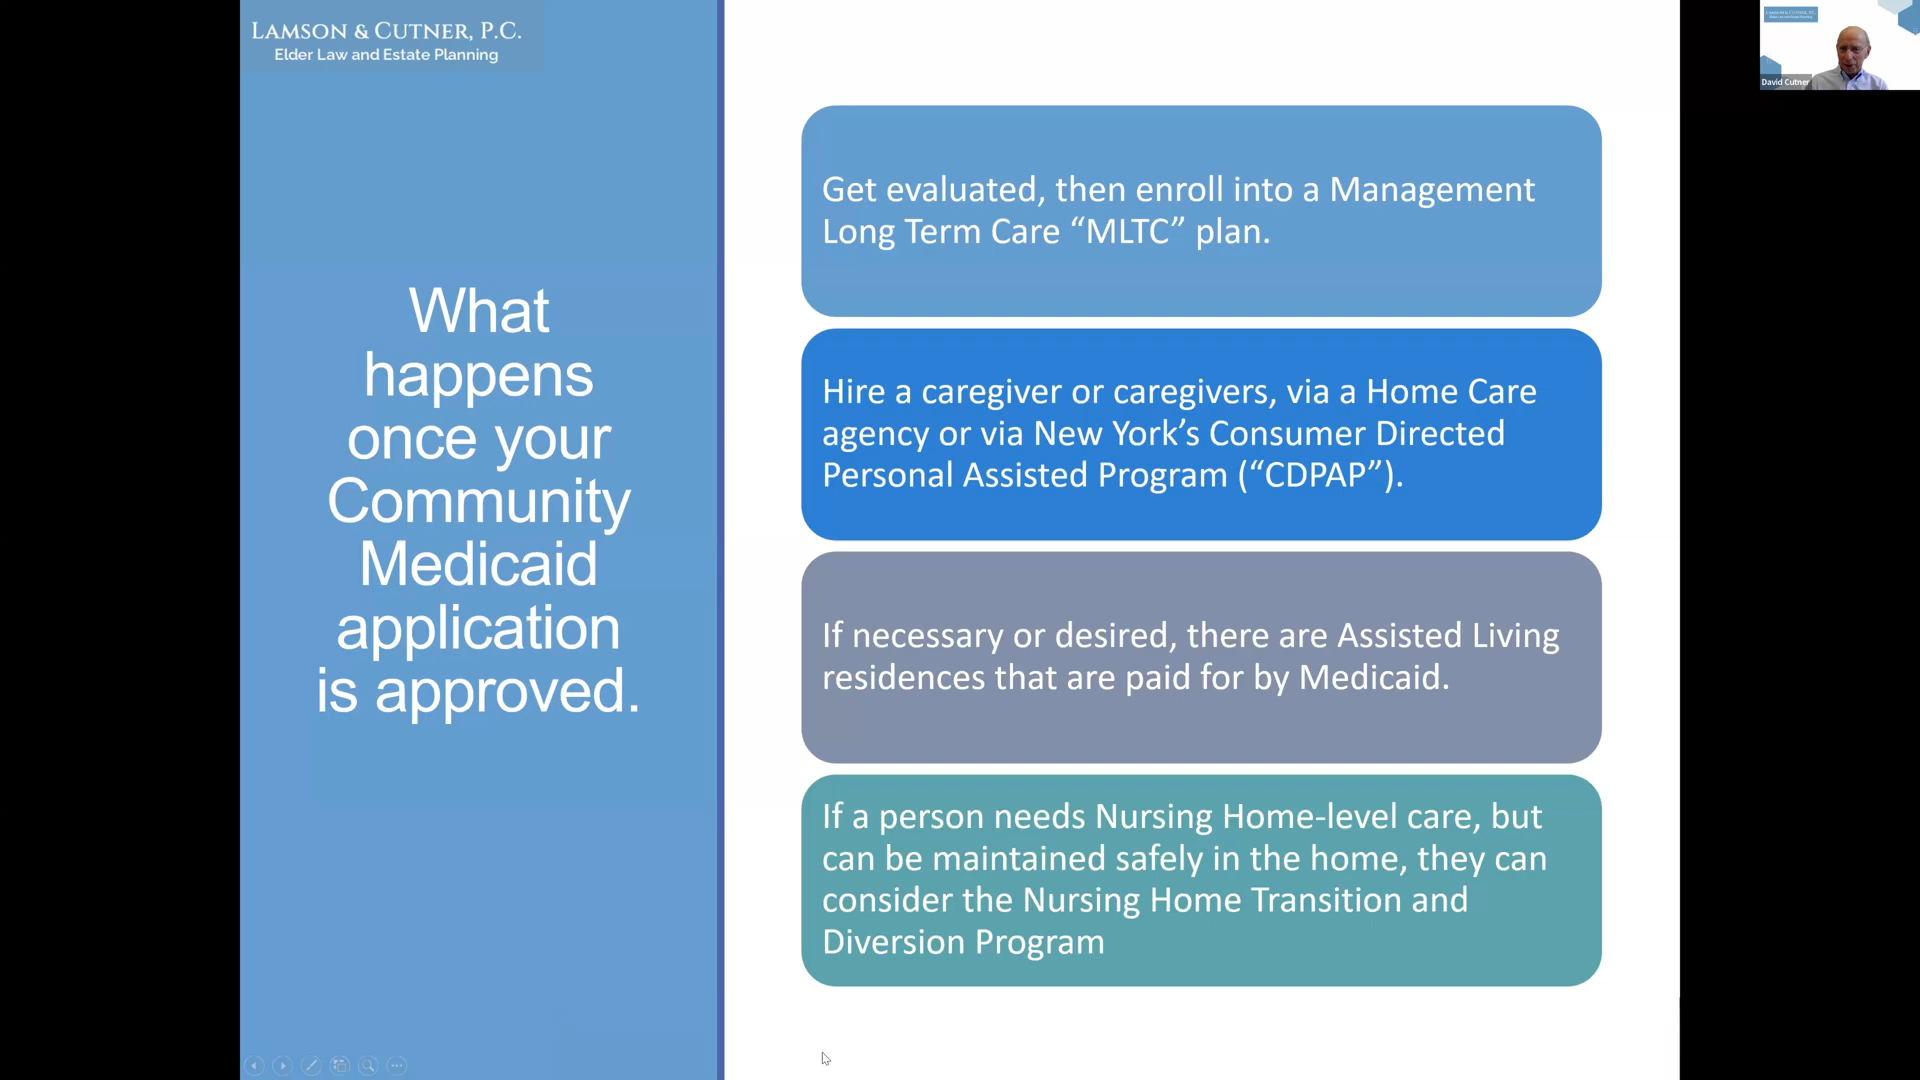 LAMSON & CUTNER, P.C.
Elder Law and Estate Planning
What
happens
once your
Community
Medicaid
application
is approved.
Get evaluated, then enroll into a Management
Long Term Care “MLTC” plan.
Hire a caregiver or caregivers, via a Home Care
agency or via New York’s Consumer Directed
Personal Assisted Program (“CDPAP”).
If necessary or desired, there are Assisted Living
residences that are paid for by Medicaid.
If a person needs Nursing Home-level care, but
can be maintained safely in the home, they can
consider the Nursing Home Transition and
Diversion Program
David Cutner